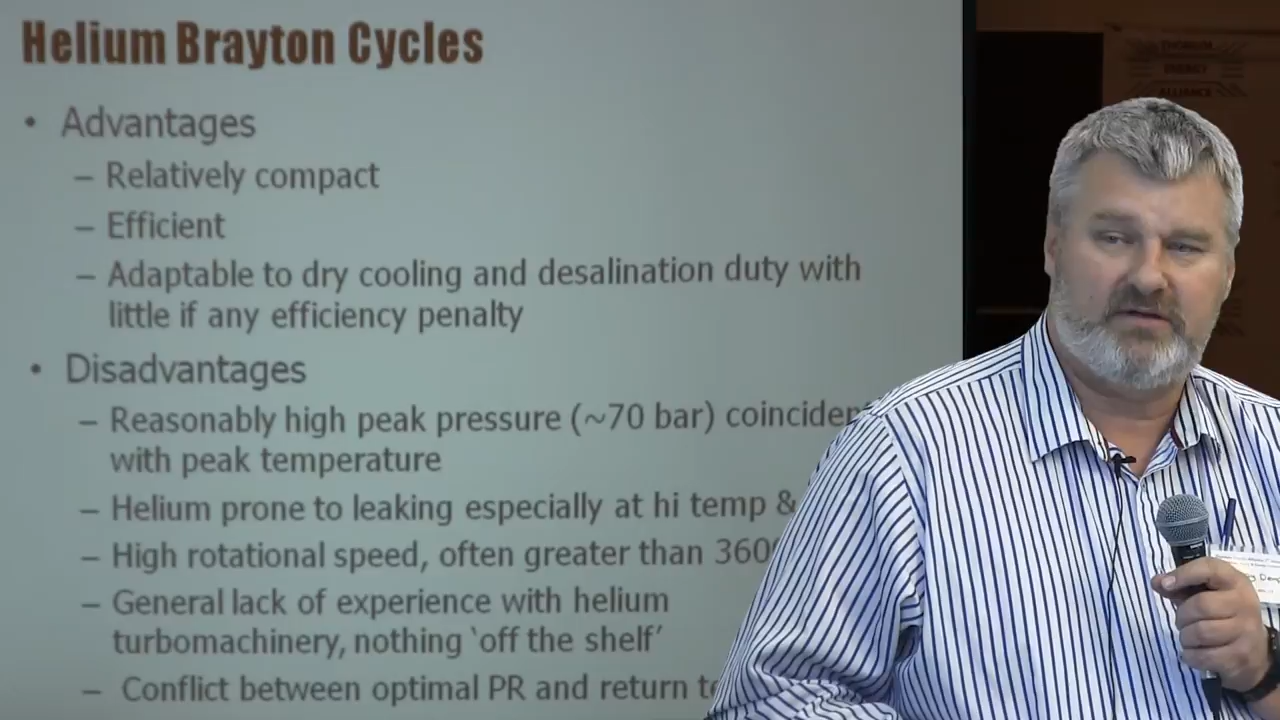 Helium Brayton Cycles
• Advantages
– Relatively compact
– Efficient
– Adaptable to dry cooling and desalination duty with
little if any efficiency penalty
• Disadvantages
– Reasonably high peak pressure (~70 bar)
with peak temperature
– Helium prone to leaking especially at hi temp &
– High rotational speed, often greater than
– General lack of experience with helium
turbomachinery, nothing ‘off the shelf’
– Conflict between optimal PR and return
THORIUM
ENERGY
ALLIANCE